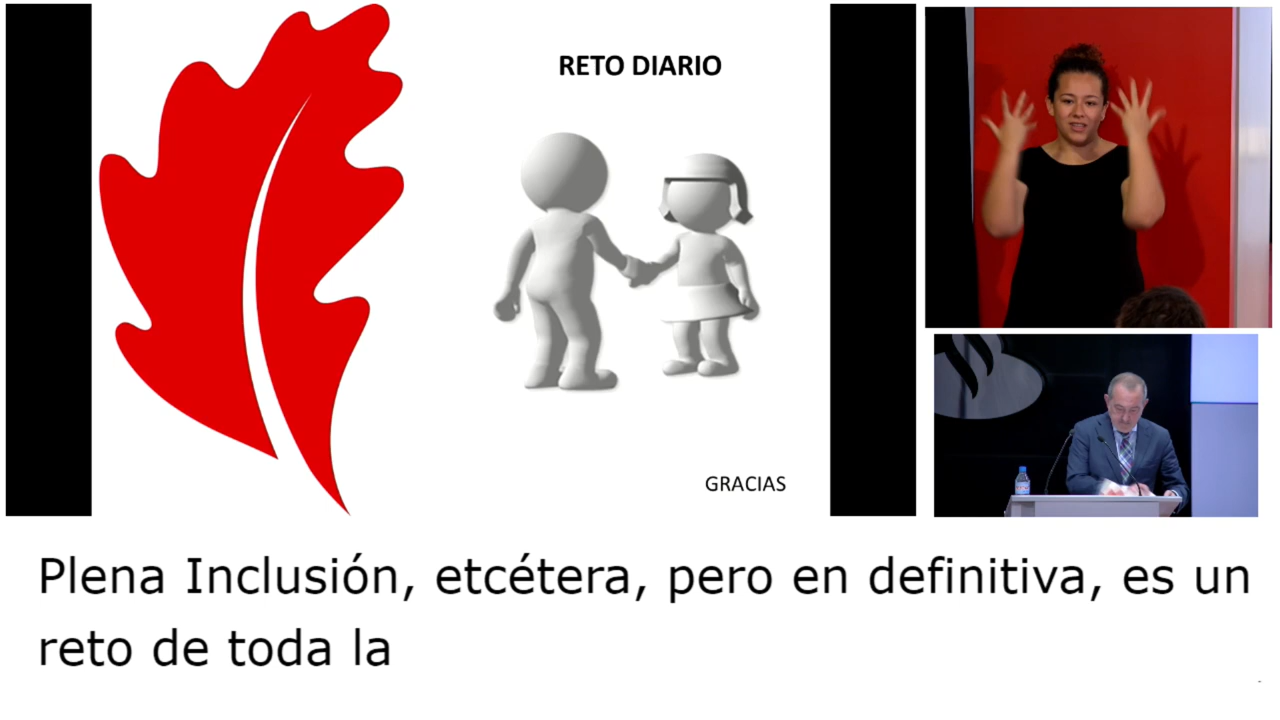 RETO DIARIO
GRACIAS
Plena Inclusión, etcétera, pero en definitiva, es un
reto de toda la